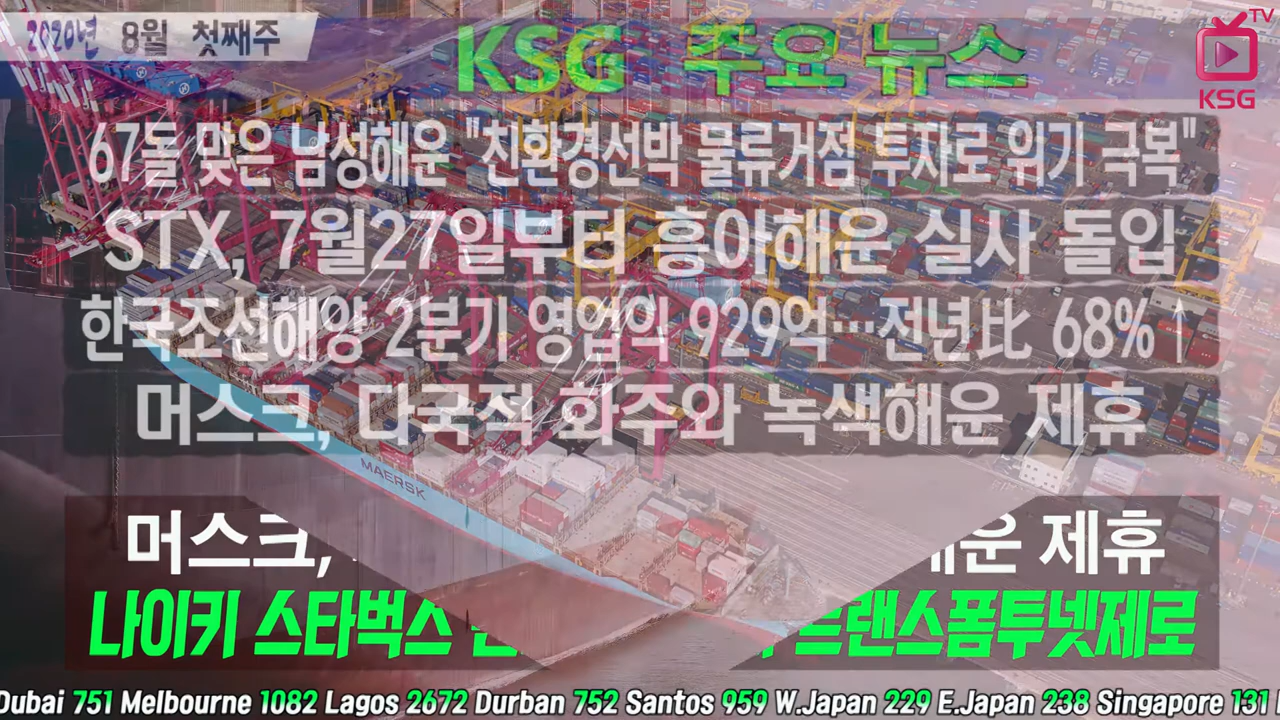 2020년 8월 첫째주
KSG 주요뉴스
TV
KSG
67돌 맞은 남성해운 "친환경선박 물류거점 투자로 위기 극복"
STX, 7월27일부터 흥아해운 실사 돌입
한국조선해양 2분기 영업익 929억…전년比 68%↑
머스크, 다국적 화주와 녹색해운 제휴
MAERSK
머스크, 해운 제휴
나이키 스타벅스 트랜스폼투넷제로
Dubai 751 Melbourne 1082 Lagos 2672 Durban 752 Santos 959 W.Japan 229 E.Japan 238 Singapore 131